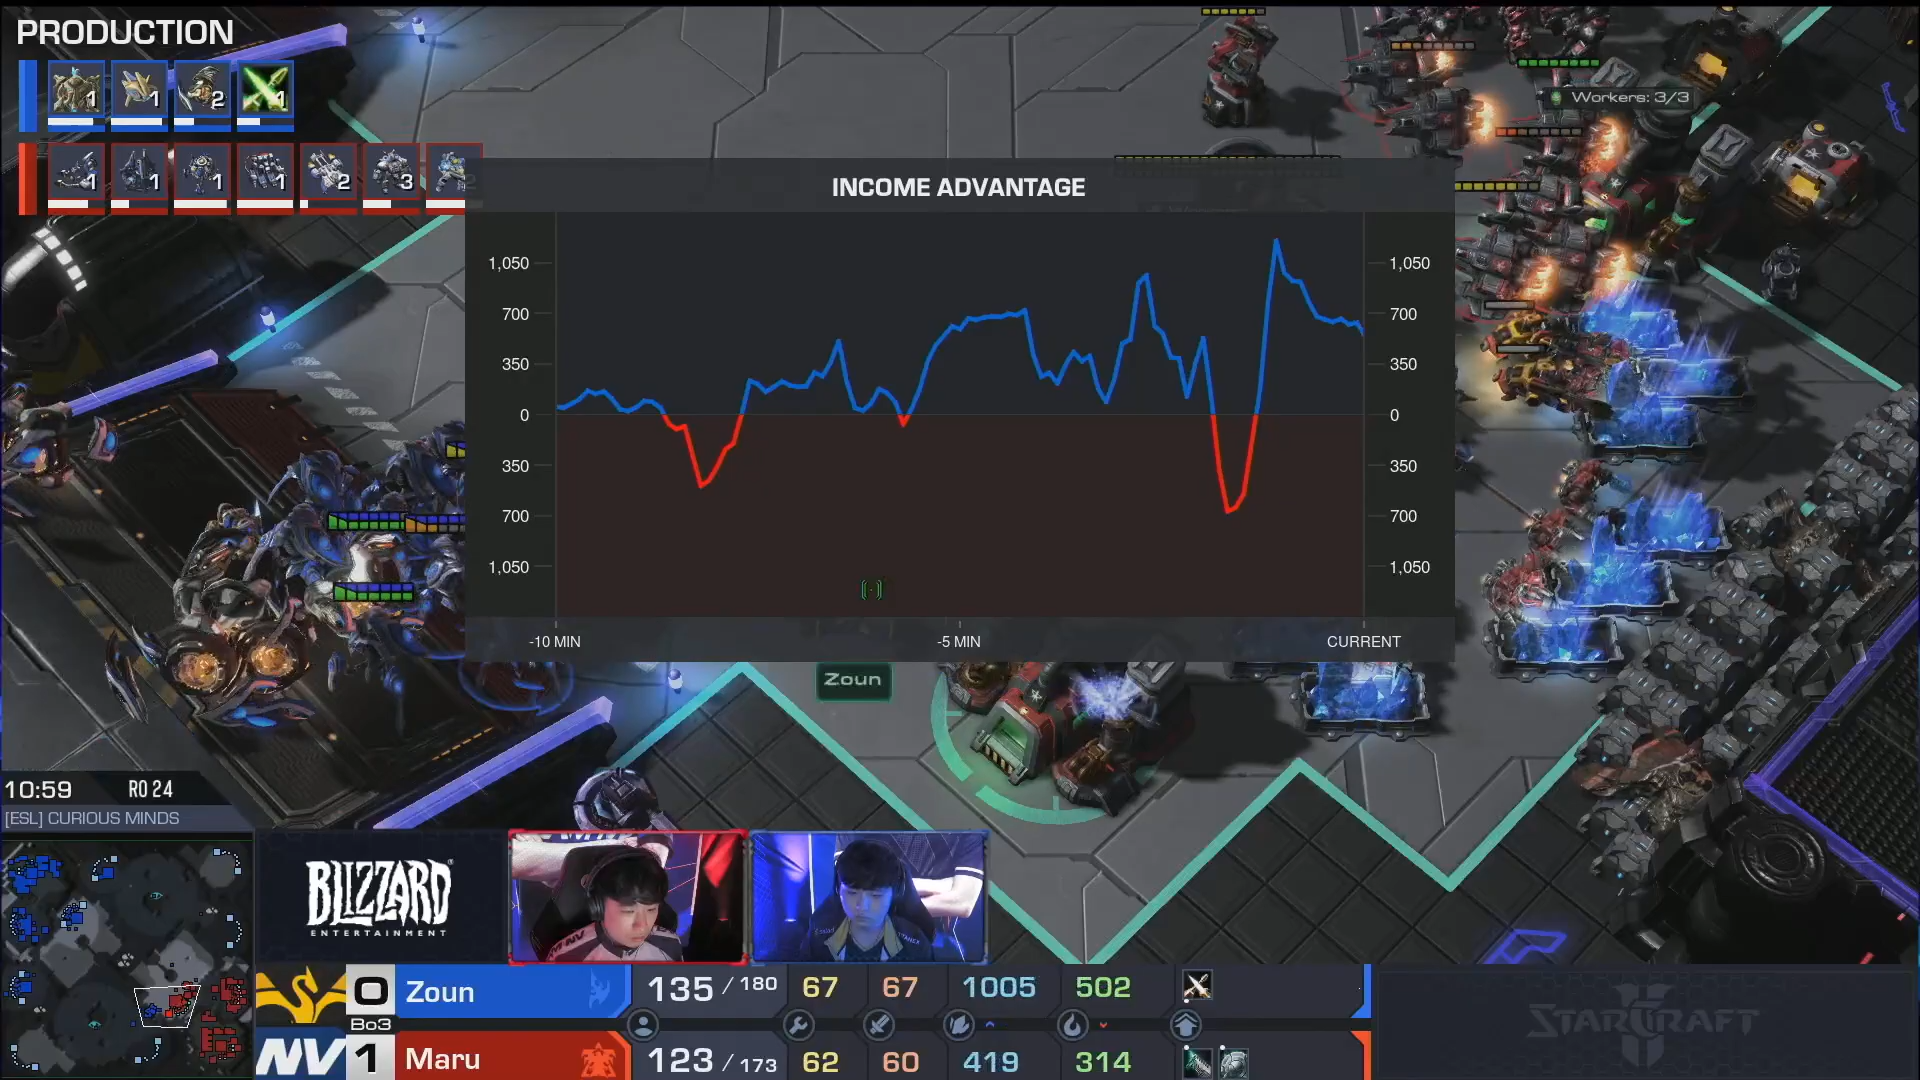 PRODUCTION
1 1 2 1
1 1 1 1 2 3
Workers: 3/3
INCOME ADVANTAGE
1,050 1,050
700 700
350 350
0 0
350 350
700 700
1,050 1,050
-10 MIN -5 MIN CURRENT
Zoun
10:59 RO 24
[ESL] CURIOUS MINDS
BLIZZARD
ENTERTAINMENT
0 Zoun 135 / 180 67 67 1005 502
Bo3
NV 1 Maru 123 / 173 62 60 419 314
STARCRAFT
II